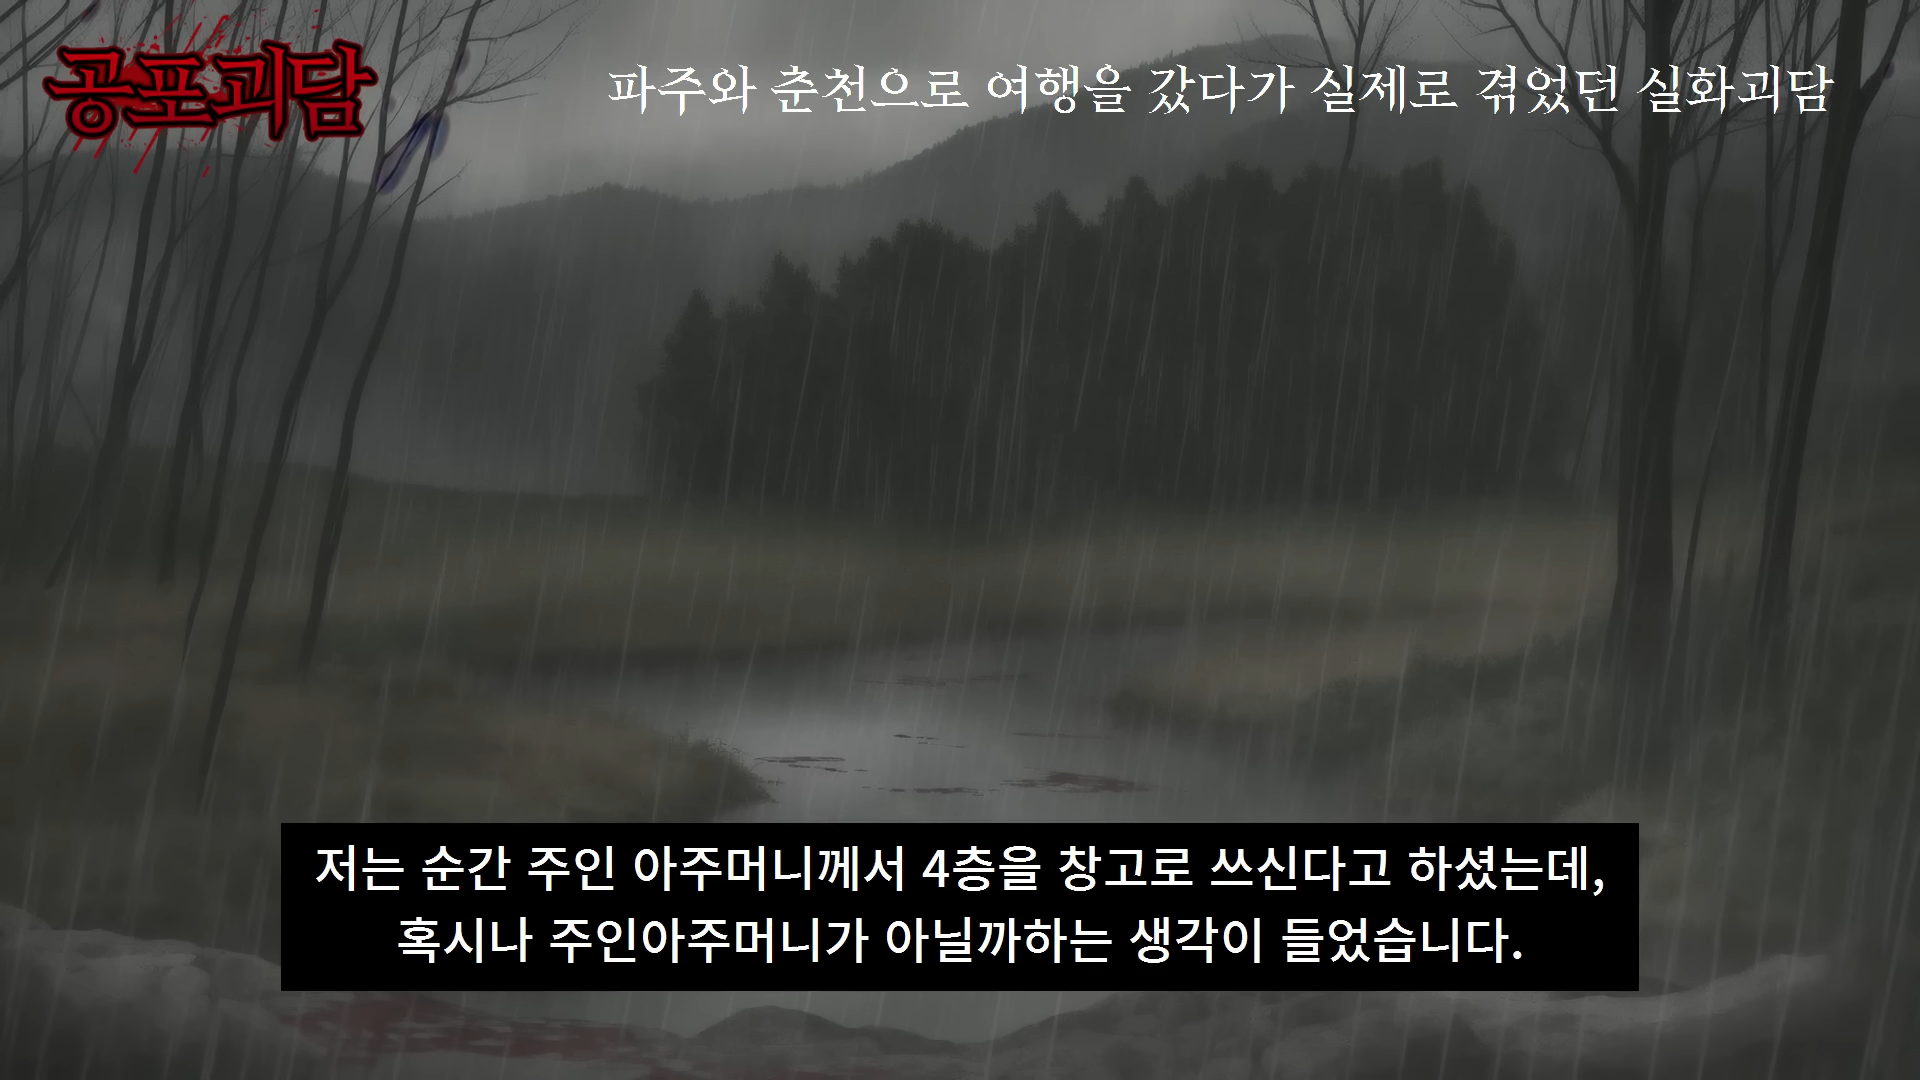 공포괴담
파주와 춘천으로 여행을 갔다가 실제로 겪었던 실화괴담
저는 순간 주인 아주머니께서 4층을 창고로 쓰신다고 하셨는데,
혹시나 주인아주머니가 아닐까하는 생각이 들었습니다.